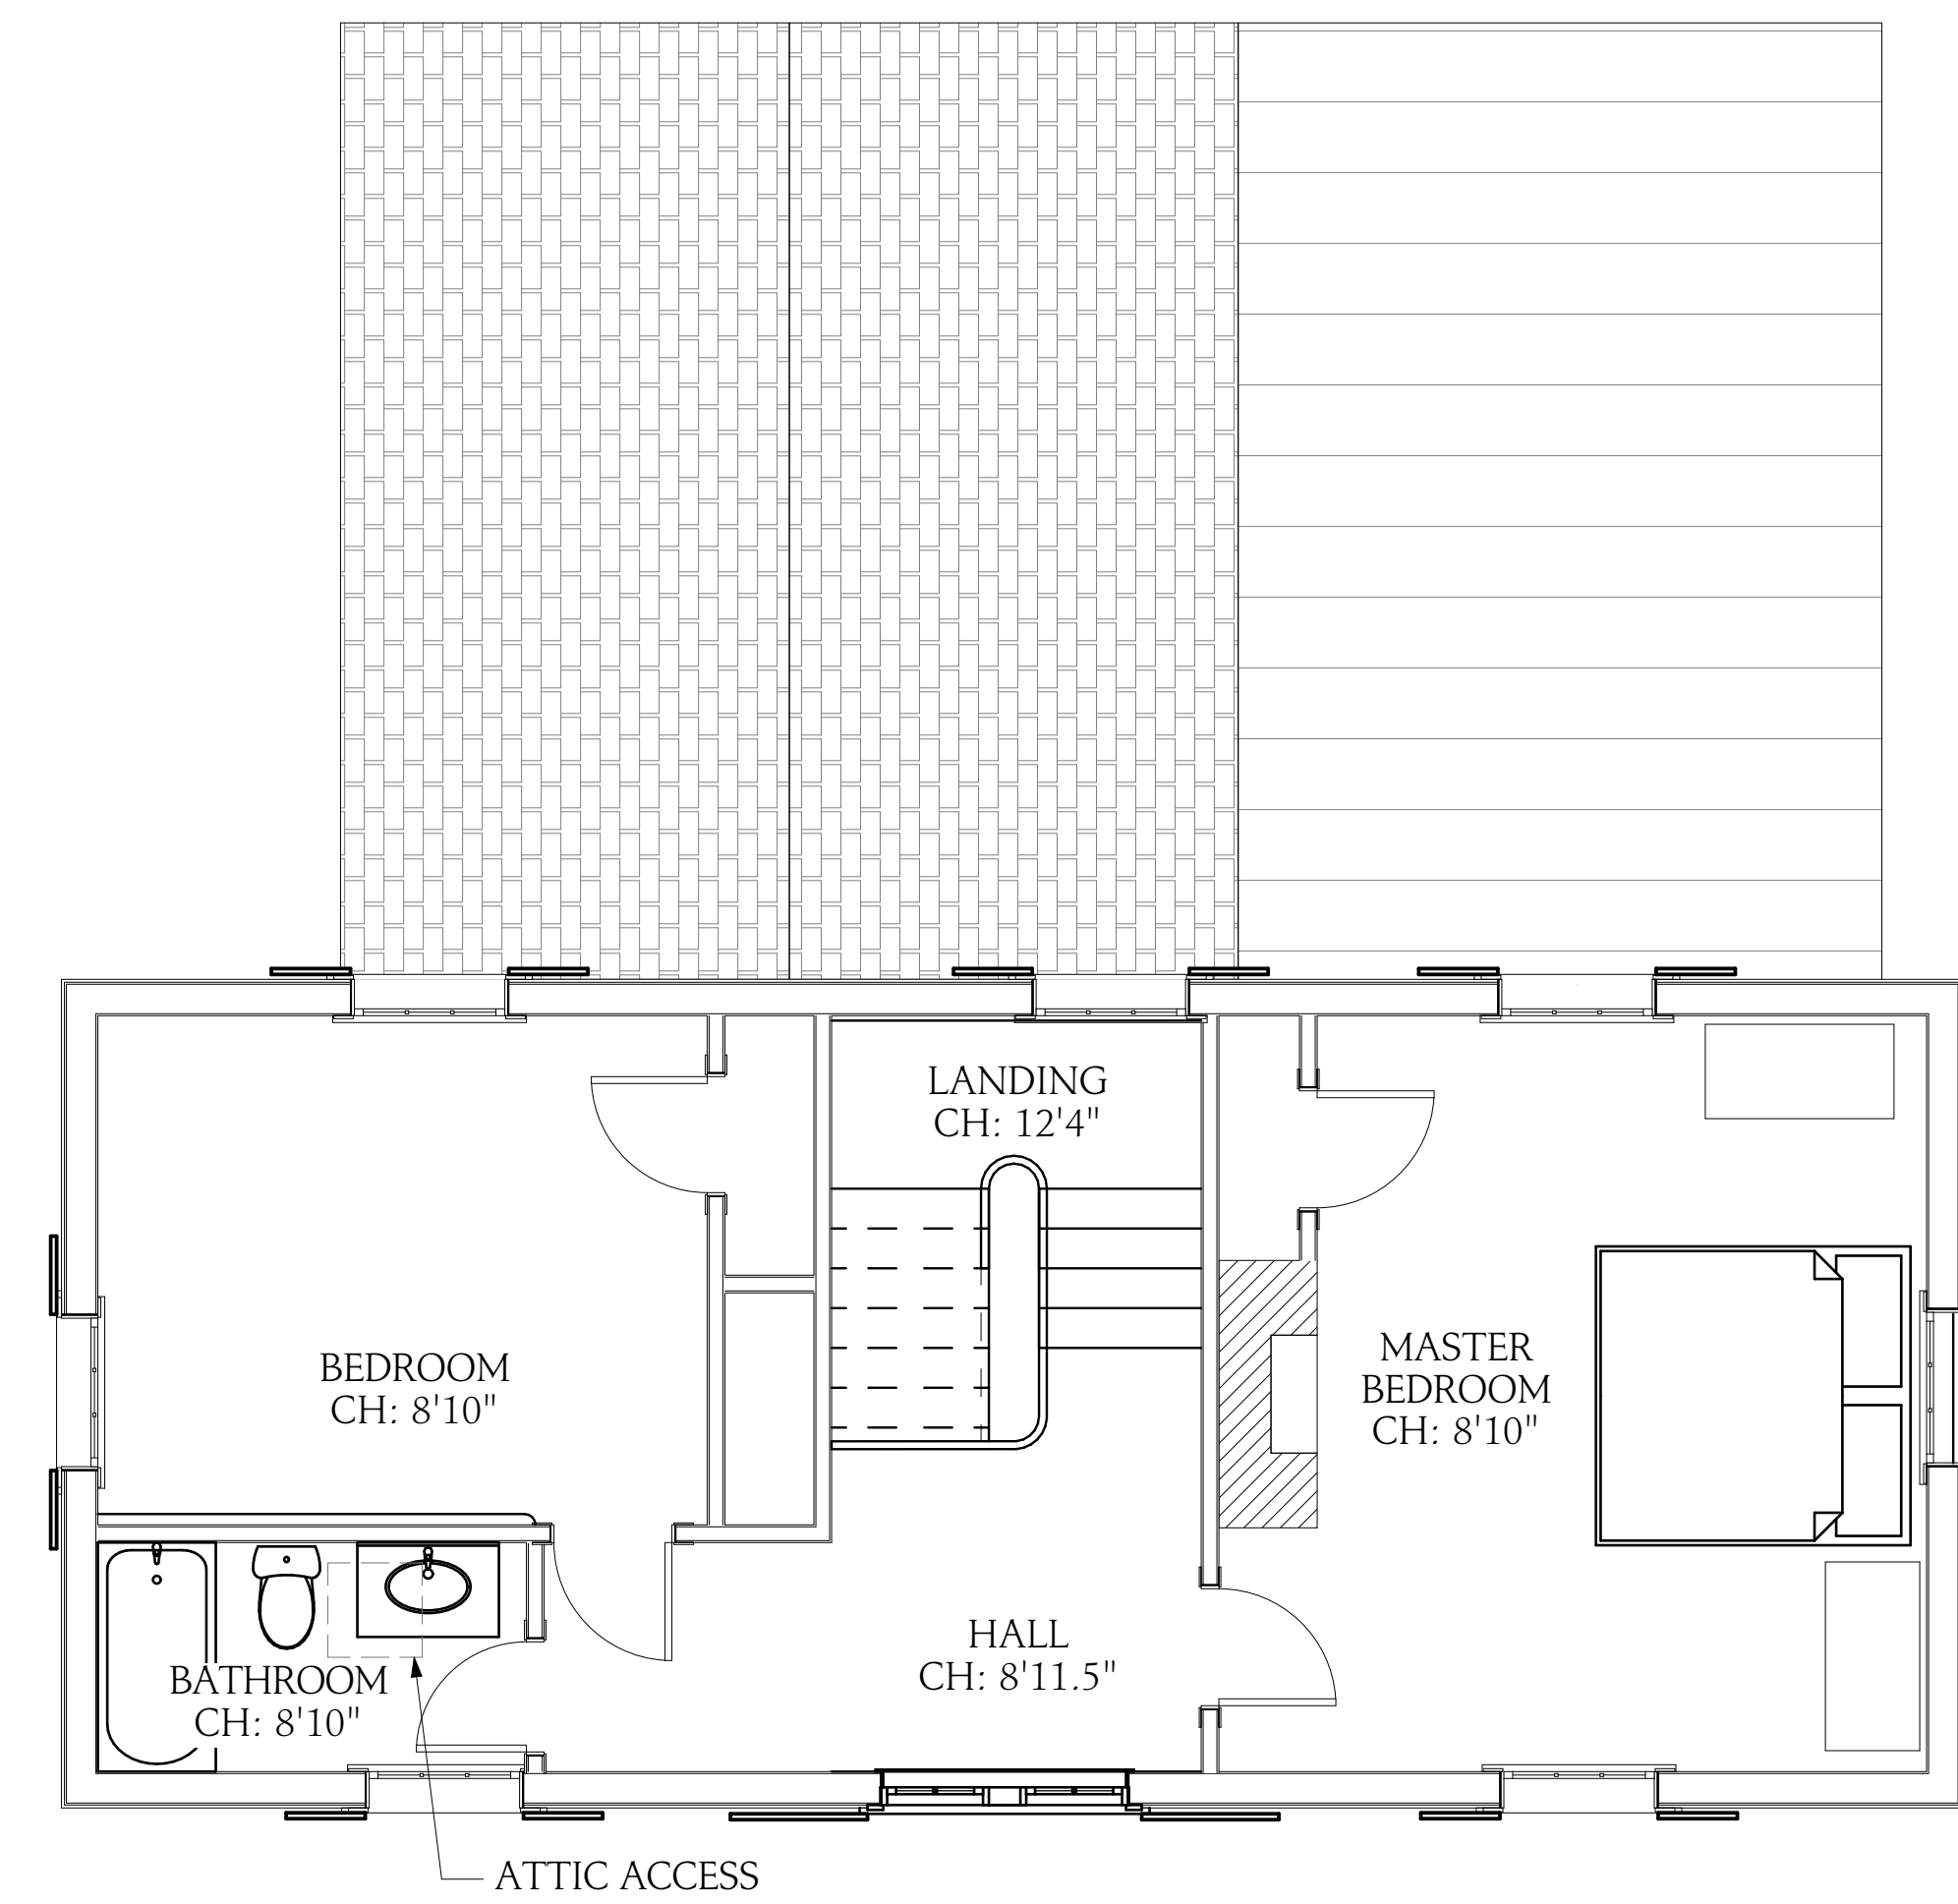 LANDING
CH: 12'4"
BEDROOM
CH: 8'10"
MASTER
BEDROOM
CH: 8'10"
HALL
CH: 8'11.5"
BATHROOM
CH: 8'10"
ATTIC ACCESS